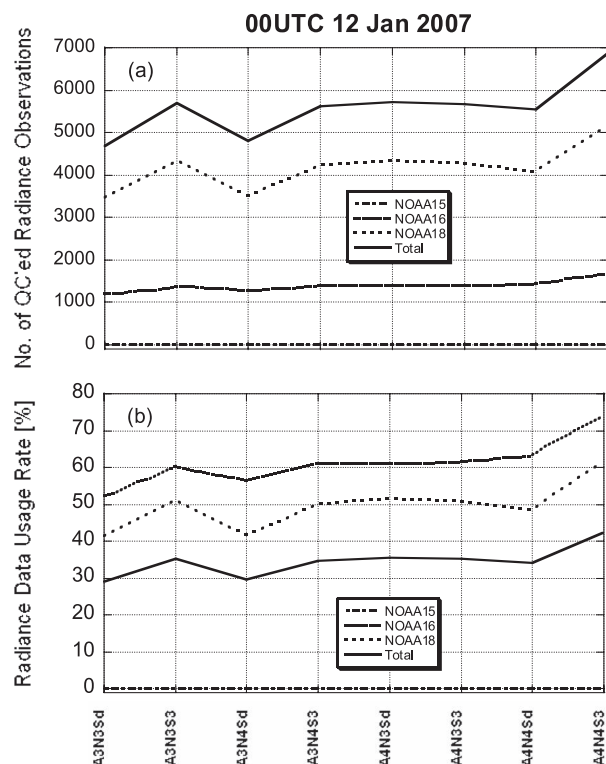 00UTC 12 Jan 2007
No. of QC'ed Radiance Observations
7000
6000
5000
4000
3000
2000
1000
0
(a)
NOAA15
NOAA16
NOAA18
Total
Radiance Data Usage Rate [%]
80
70
60
50
40
30
20
10
0
(b)
NOAA15
NOAA16
NOAA18
Total
A3N3Sd
A3N3S3
A3N4Sd
A3N4S3
A4N3Sd
A4N3S3
A4N4Sd
A4N4S3